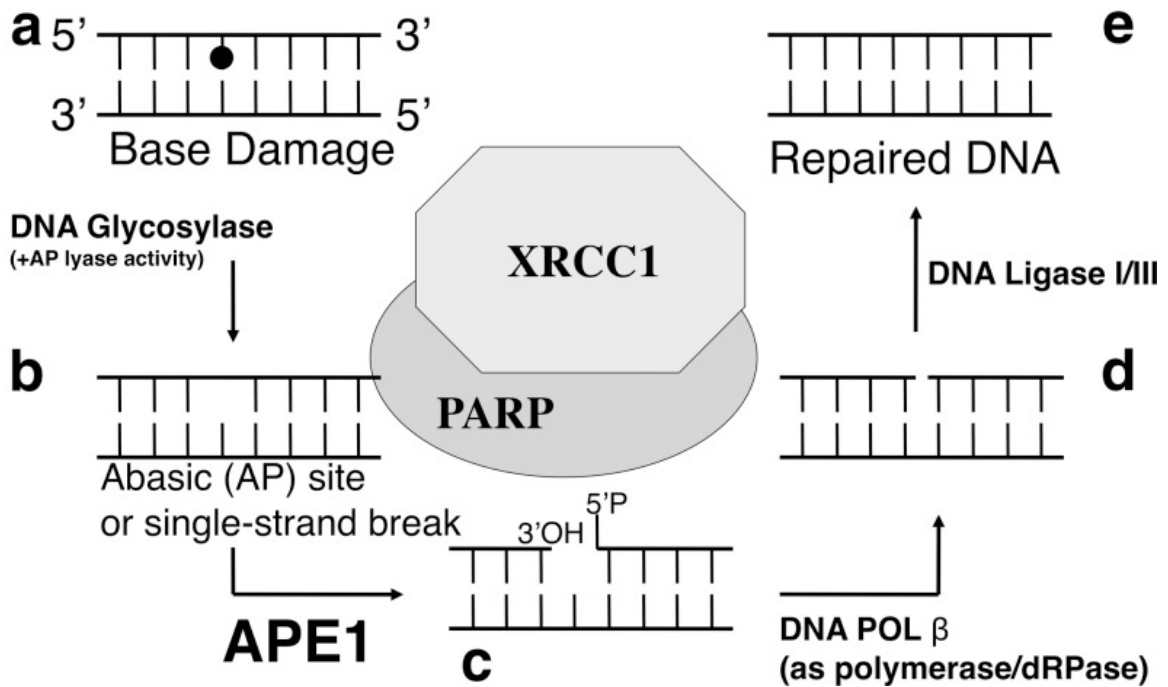 a 5’ 3’
3’ 5’
Base Damage
DNA Glycosylase
(+AP lyase activity)
b
Abasic (AP) site
or single-strand break
APE1
XRCC1
PARP
5’P
3’OH
c
DNA POL β
(as polymerase/dRPase)
d
DNA Ligase I/III
e
Repaired DNA